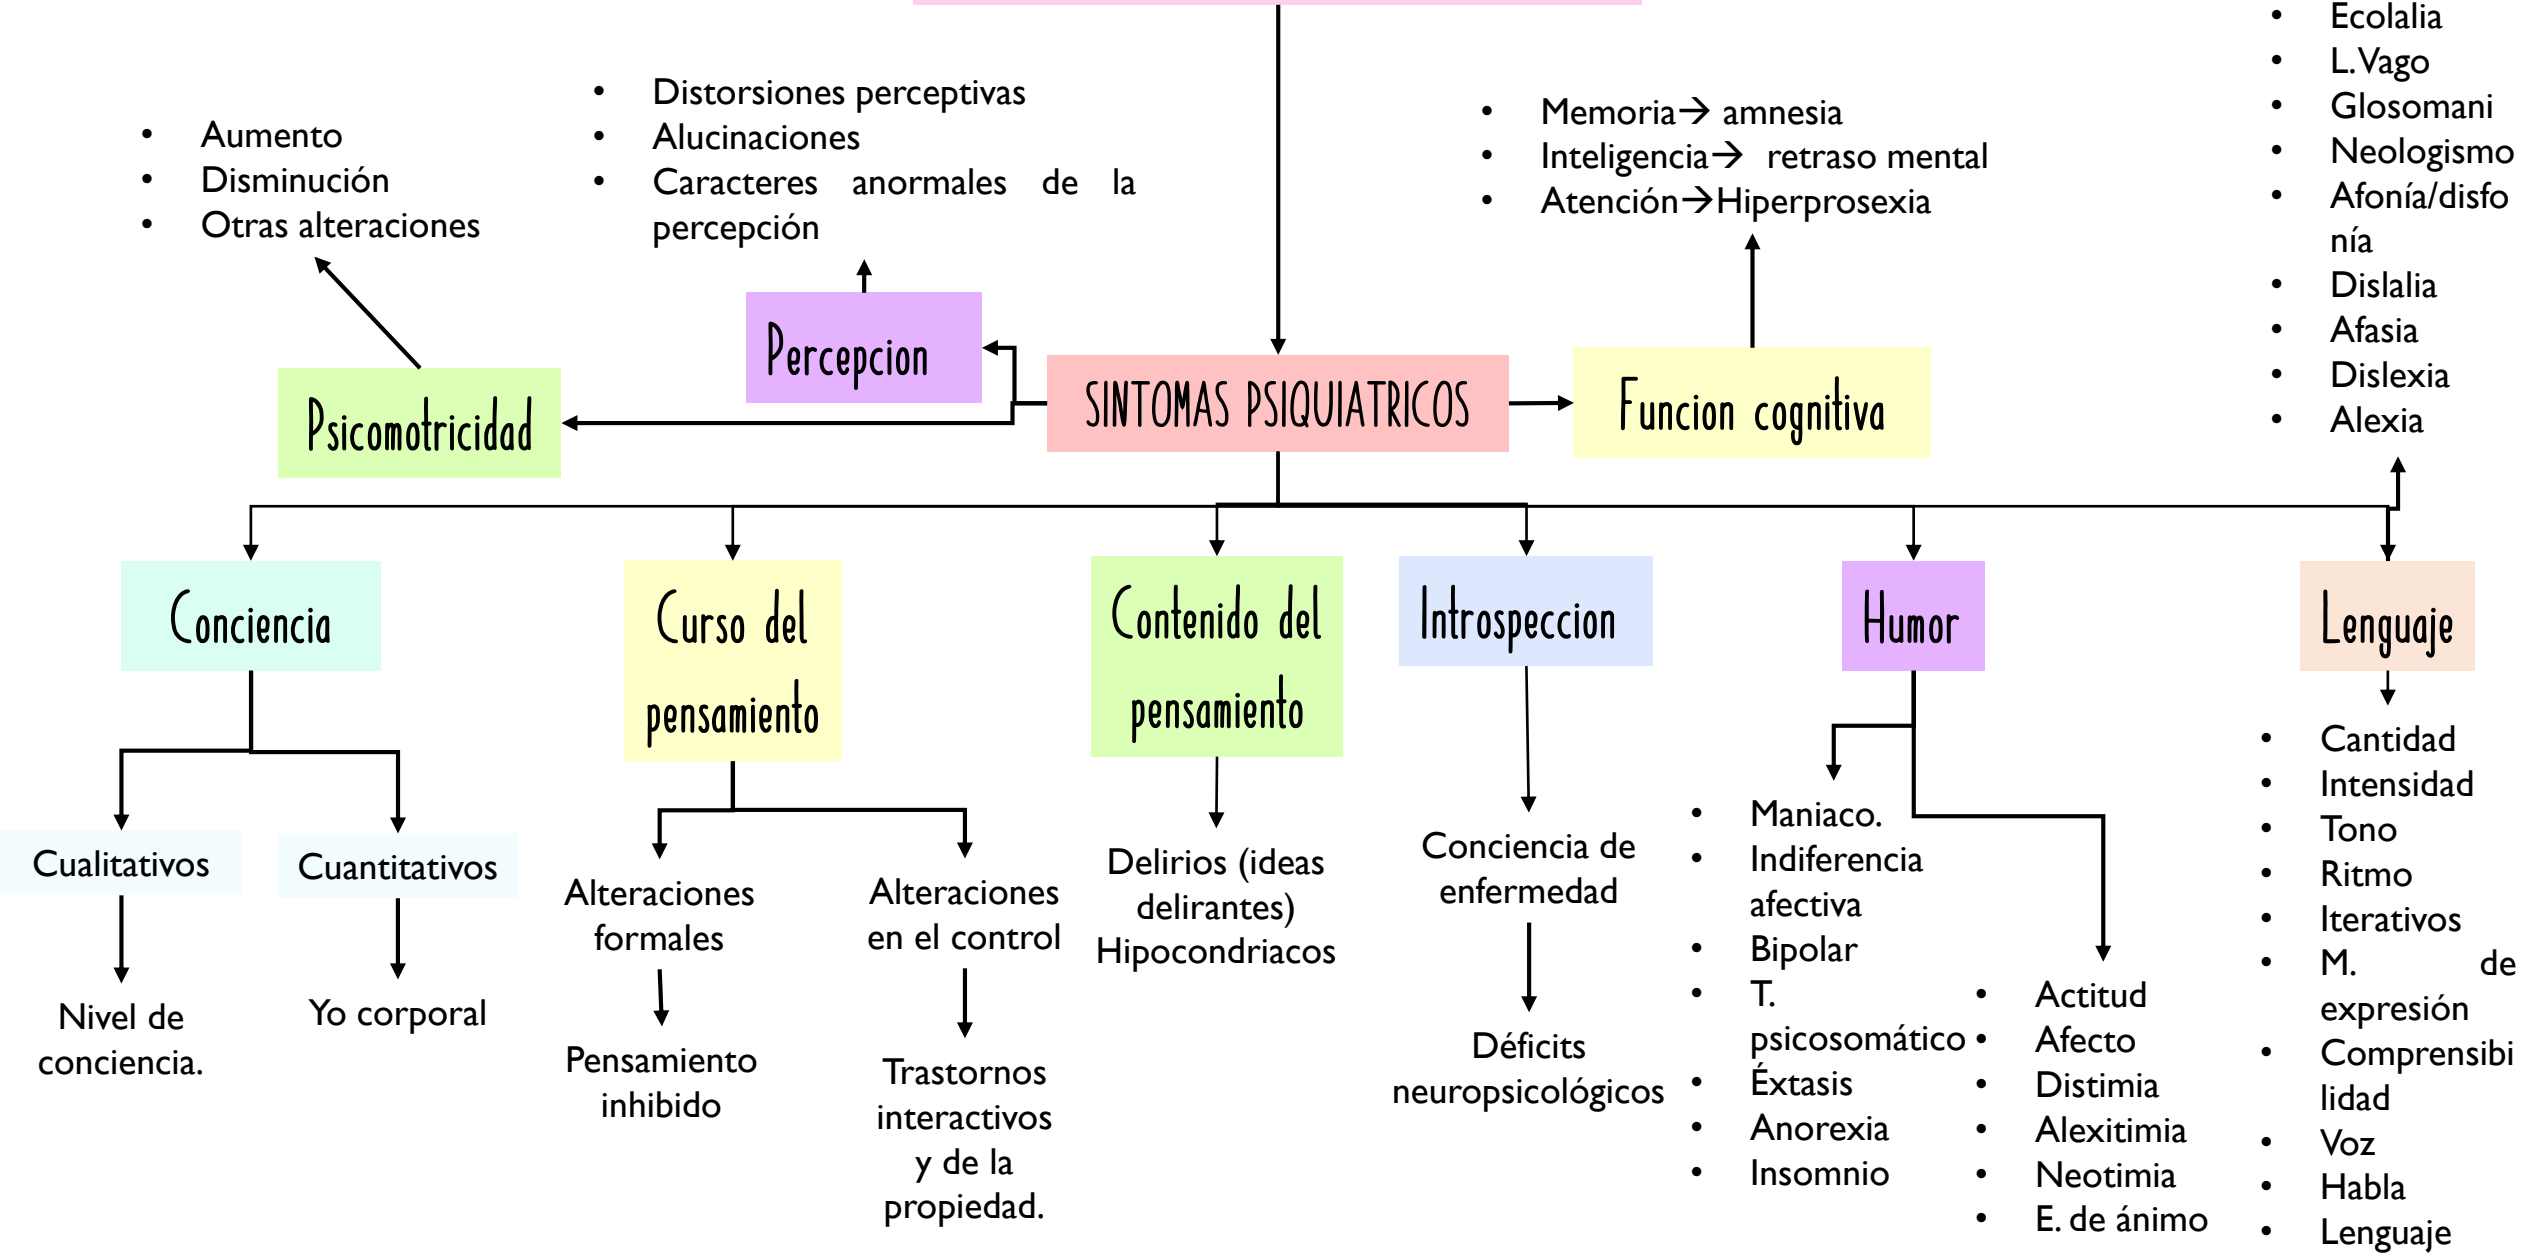 • Aumento
• Disminución
• Otras alteraciones
• Distorsiones perceptivas
• Alucinaciones
• Caracteres anormales de la
percepción
• Memoria→ amnesia
• Inteligencia→ retraso mental
• Atención→Hiperprosexia
• Ecolalia
• L. Vago
• Glosomani
• Neologismo
• Afonía/disfo
nía
• Dislalia
• Afasia
• Dislexia
• Alexia
Percepcion
Psicomotricidad
SINTOMAS PSIQUIATRICOS
Funcion cognitiva
Conciencia
Curso del
pensamiento
Contenido del
pensamiento
Introspeccion
Humor
Lenguaje
Cualitativos
Cuantitativos
Nivel de
conciencia.
Yo corporal
Alteraciones
formales
Pensamiento
inhibido
Alteraciones
en el control
Trastornos
interactivos
y de la
propiedad.
Delirios (ideas
delirantes)
Hipocondriacos
Conciencia de
enfermedad
Déficits
neuropsicológicos
• Maniaco.
• Indiferencia
afectiva
• Bipolar
• T.
psicosomático
• Éxtasis
• Anorexia
• Insomnio
• Actitud
• Afecto
• Distimia
• Alexitimia
• Neotimia
• E. de ánimo
• Cantidad
• Intensidad
• Tono
• Ritmo
• Iterativos
• M. de
expresión
• Comprensibi
lidad
• Voz
• Habla
• Lenguaje